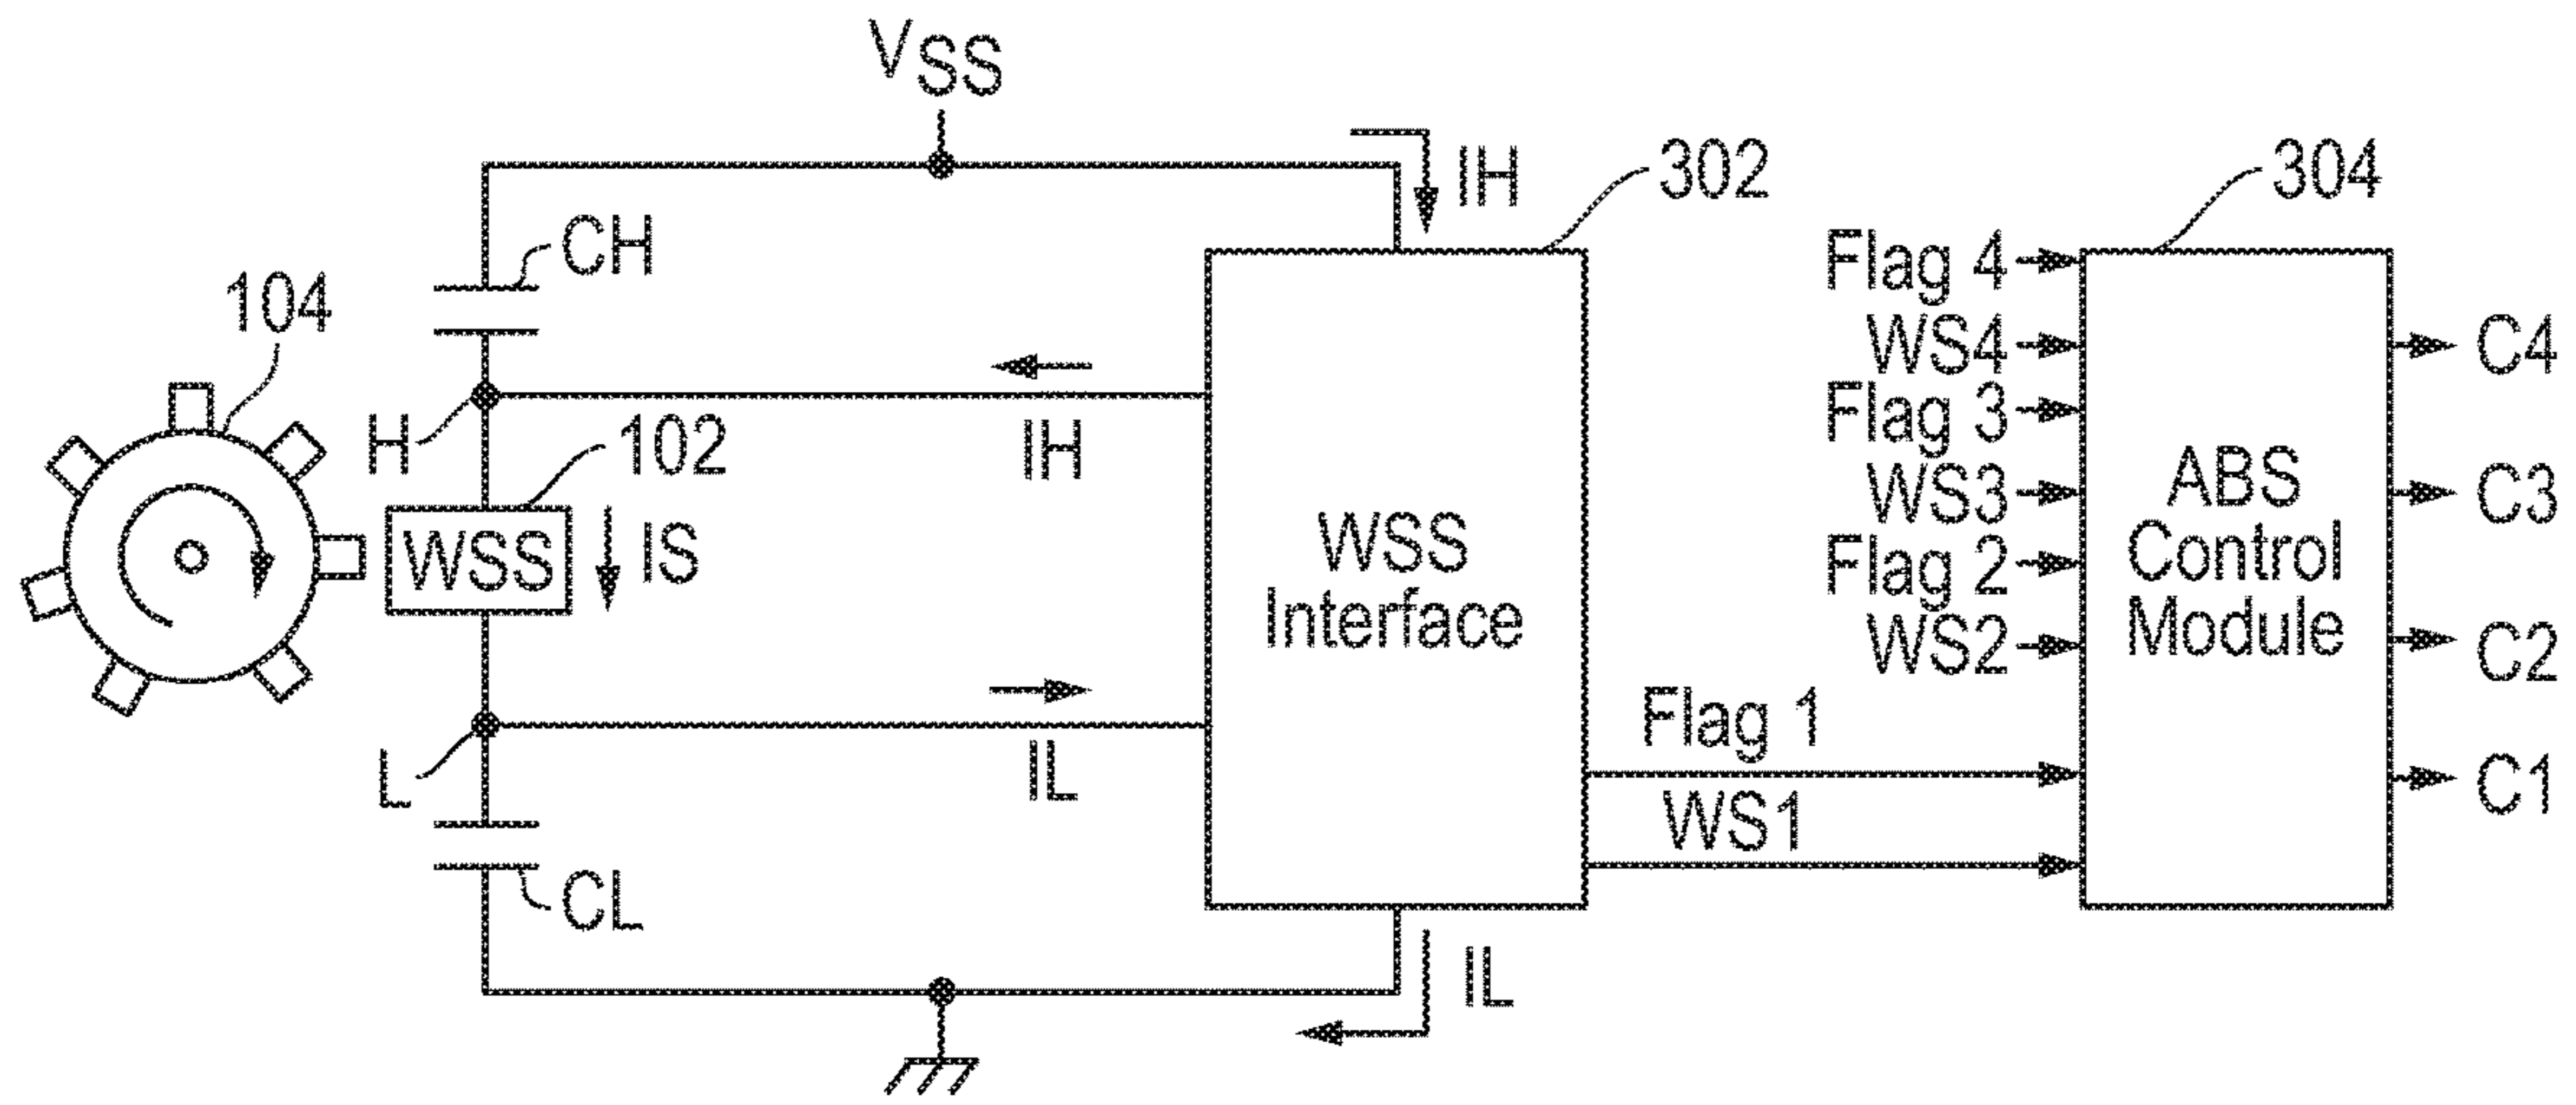 VSS
IH
302
304
CH
Flag 4
104
WS4
C4
H
102
IH
Flag 3
WS3
C3
ABS
Control
Module
WSS
IS
WSS
Interface
Flag 2
WS2
C2
Flag 1
L
IL
WS1
C1
CL
IL